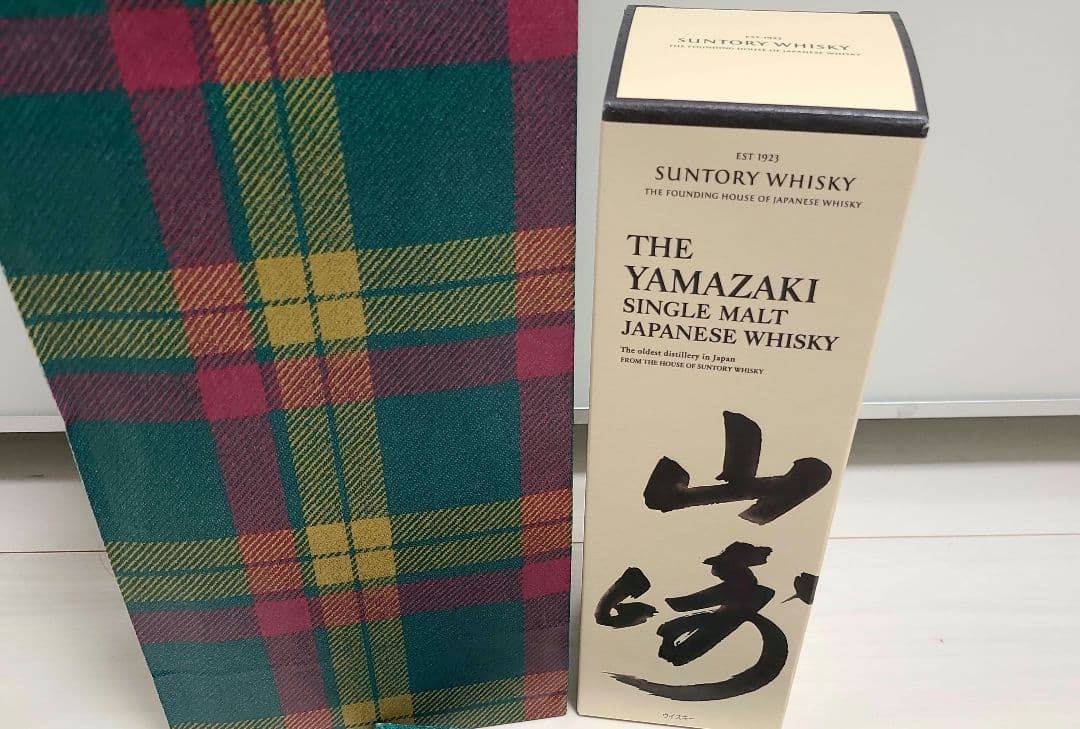 EST 1923
SUNTORY WHISKY
THE FOUNDING HOUSE OF JAPANESE WHISKY
EST 1923
SUNTORY WHISKY
THE FOUNDING HOUSE OF JAPANESE WHISKY
THE
YAMAZAKI
SINGLE MALT
JAPANESE WHISKY
The oldest distillery in Japan
FROM THE HOUSE OF SUNTORY WHISKY
山
崎
ウイスキー